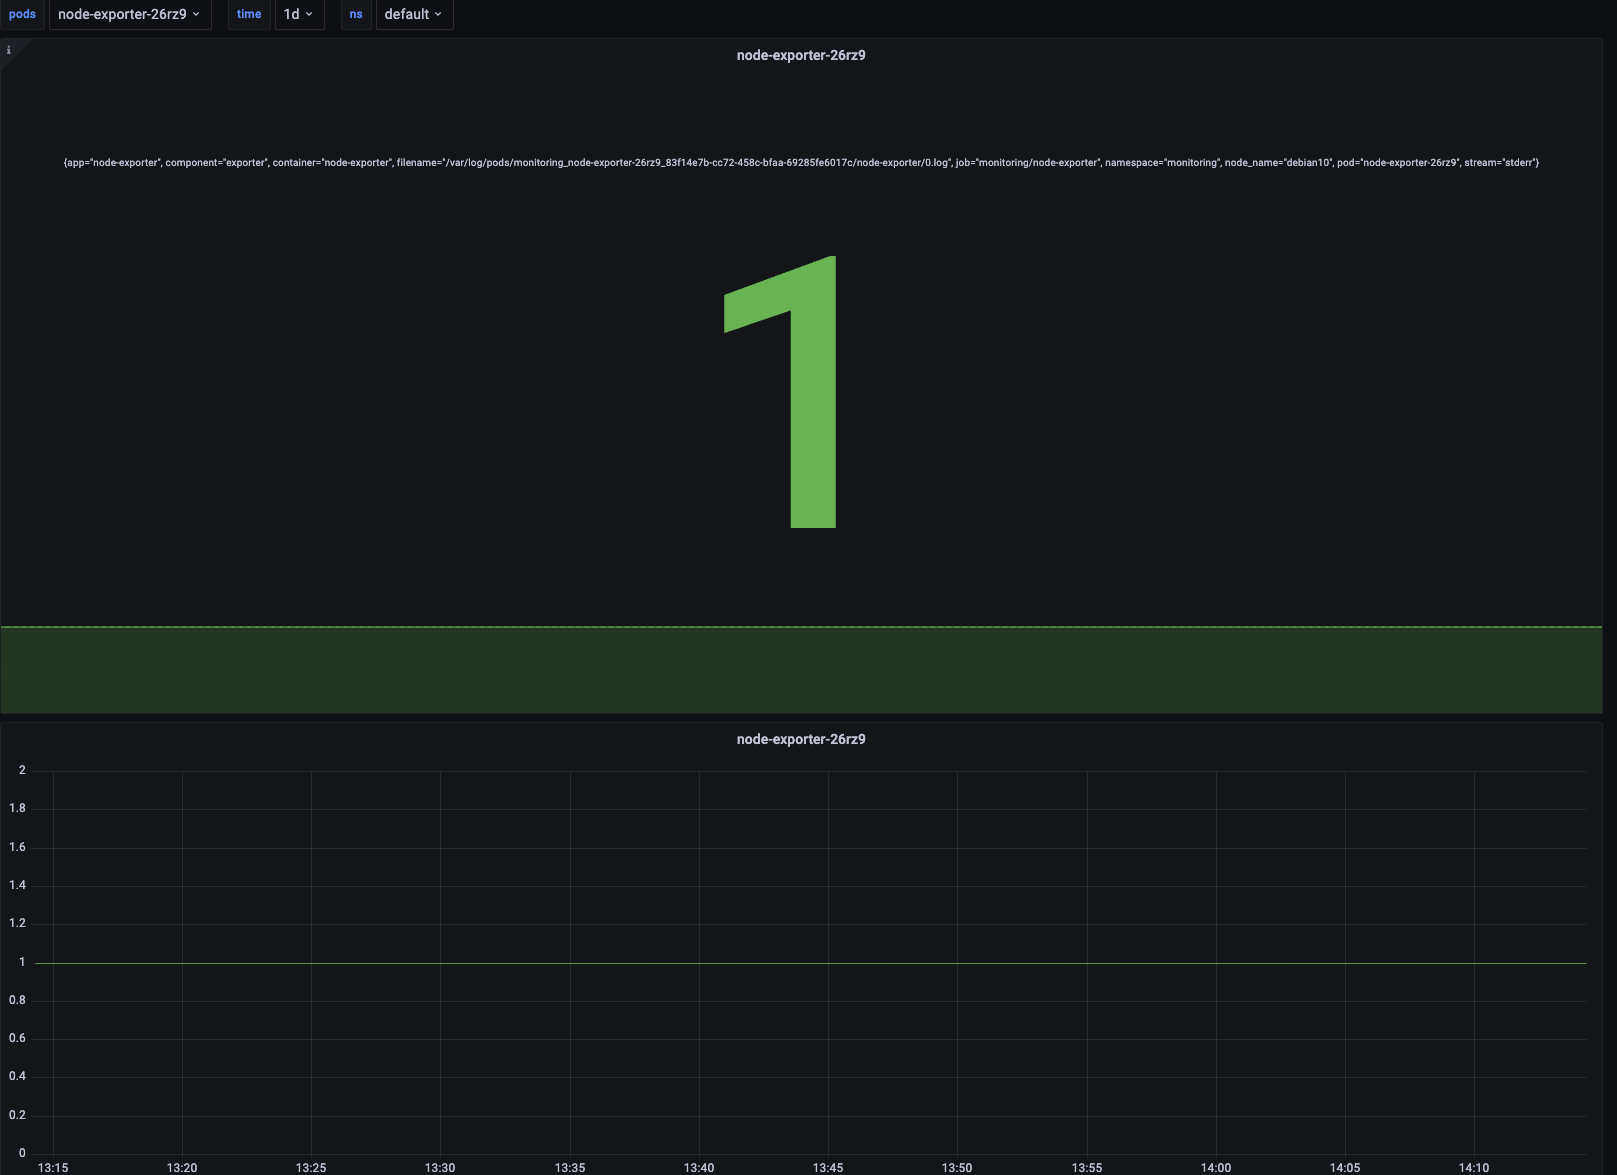 pods node-exporter-26rz9 time 1d ns default
i
node-exporter-26rz9
{app="node-exporter", component="exporter", container="node-exporter", filename="/var/log/pods/monitoring_node-exporter-26rz9_83f14e7b-cc72-458c-bfaa-69285fe6017c/node-exporter/0.log", job="monitoring/node-exporter", namespace="monitoring", node_name="debian10", pod="node-exporter-26rz9", stream="stderr"}
1
node-exporter-26rz9
2
1.8
1.6
1.4
1.2
1
0.8
0.6
0.4
0.2
0
13:15 13:20 13:25 13:30 13:35 13:40 13:45 13:50 13:55 14:00 14:05 14:10